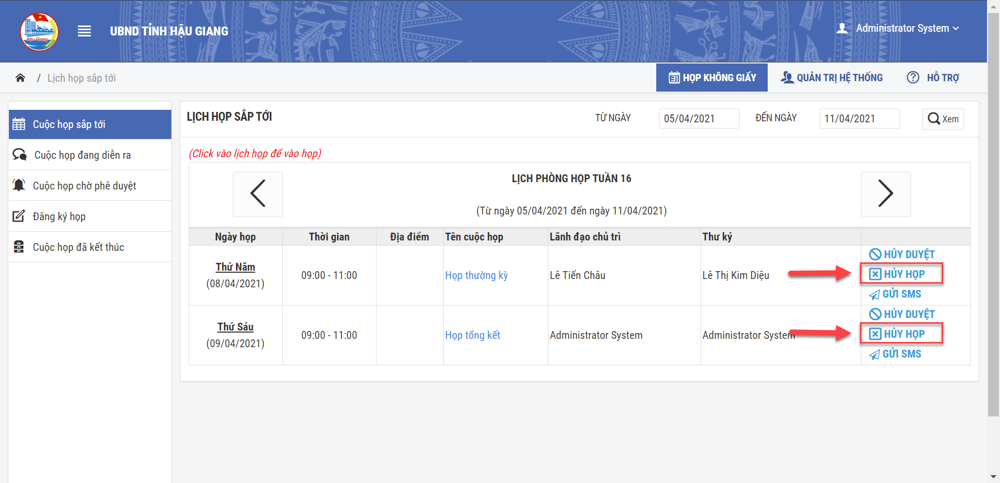 Hậu Giang
UBND TỈNH HẬU GIANG
Administrator System
/ Lịch họp sắp tới
31 HỌP KHÔNG GIẤY
QUẢN TRỊ HỆ THỐNG
HỖ TRỢ
Cuộc họp sắp tới
Cuộc họp đang diễn ra
Cuộc họp chờ phê duyệt
Đăng ký họp
Cuộc họp đã kết thúc
LỊCH HỌP SẮP TỚI
TỪ NGÀY 05/04/2021 ĐẾN NGÀY 11/04/2021 Xem
(Click vào lịch họp để vào họp)
LỊCH PHÒNG HỌP TUẦN 16
(Từ ngày 05/04/2021 đến ngày 11/04/2021)
Ngày họp Thời gian Địa điểm Tên cuộc họp Lãnh đạo chủ trì Thư ký
Thứ Năm
(08/04/2021)
09:00 - 11:00
Họp thường kỳ
Lê Tiến Châu
Lê Thị Kim Diệu
HỦY DUYỆT
HỦY HỌP
GỬI SMS
Thứ Sáu
(09/04/2021)
09:00 - 11:00
Họp tổng kết
Administrator System
Administrator System
HỦY DUYỆT
HỦY HỌP
GỬI SMS